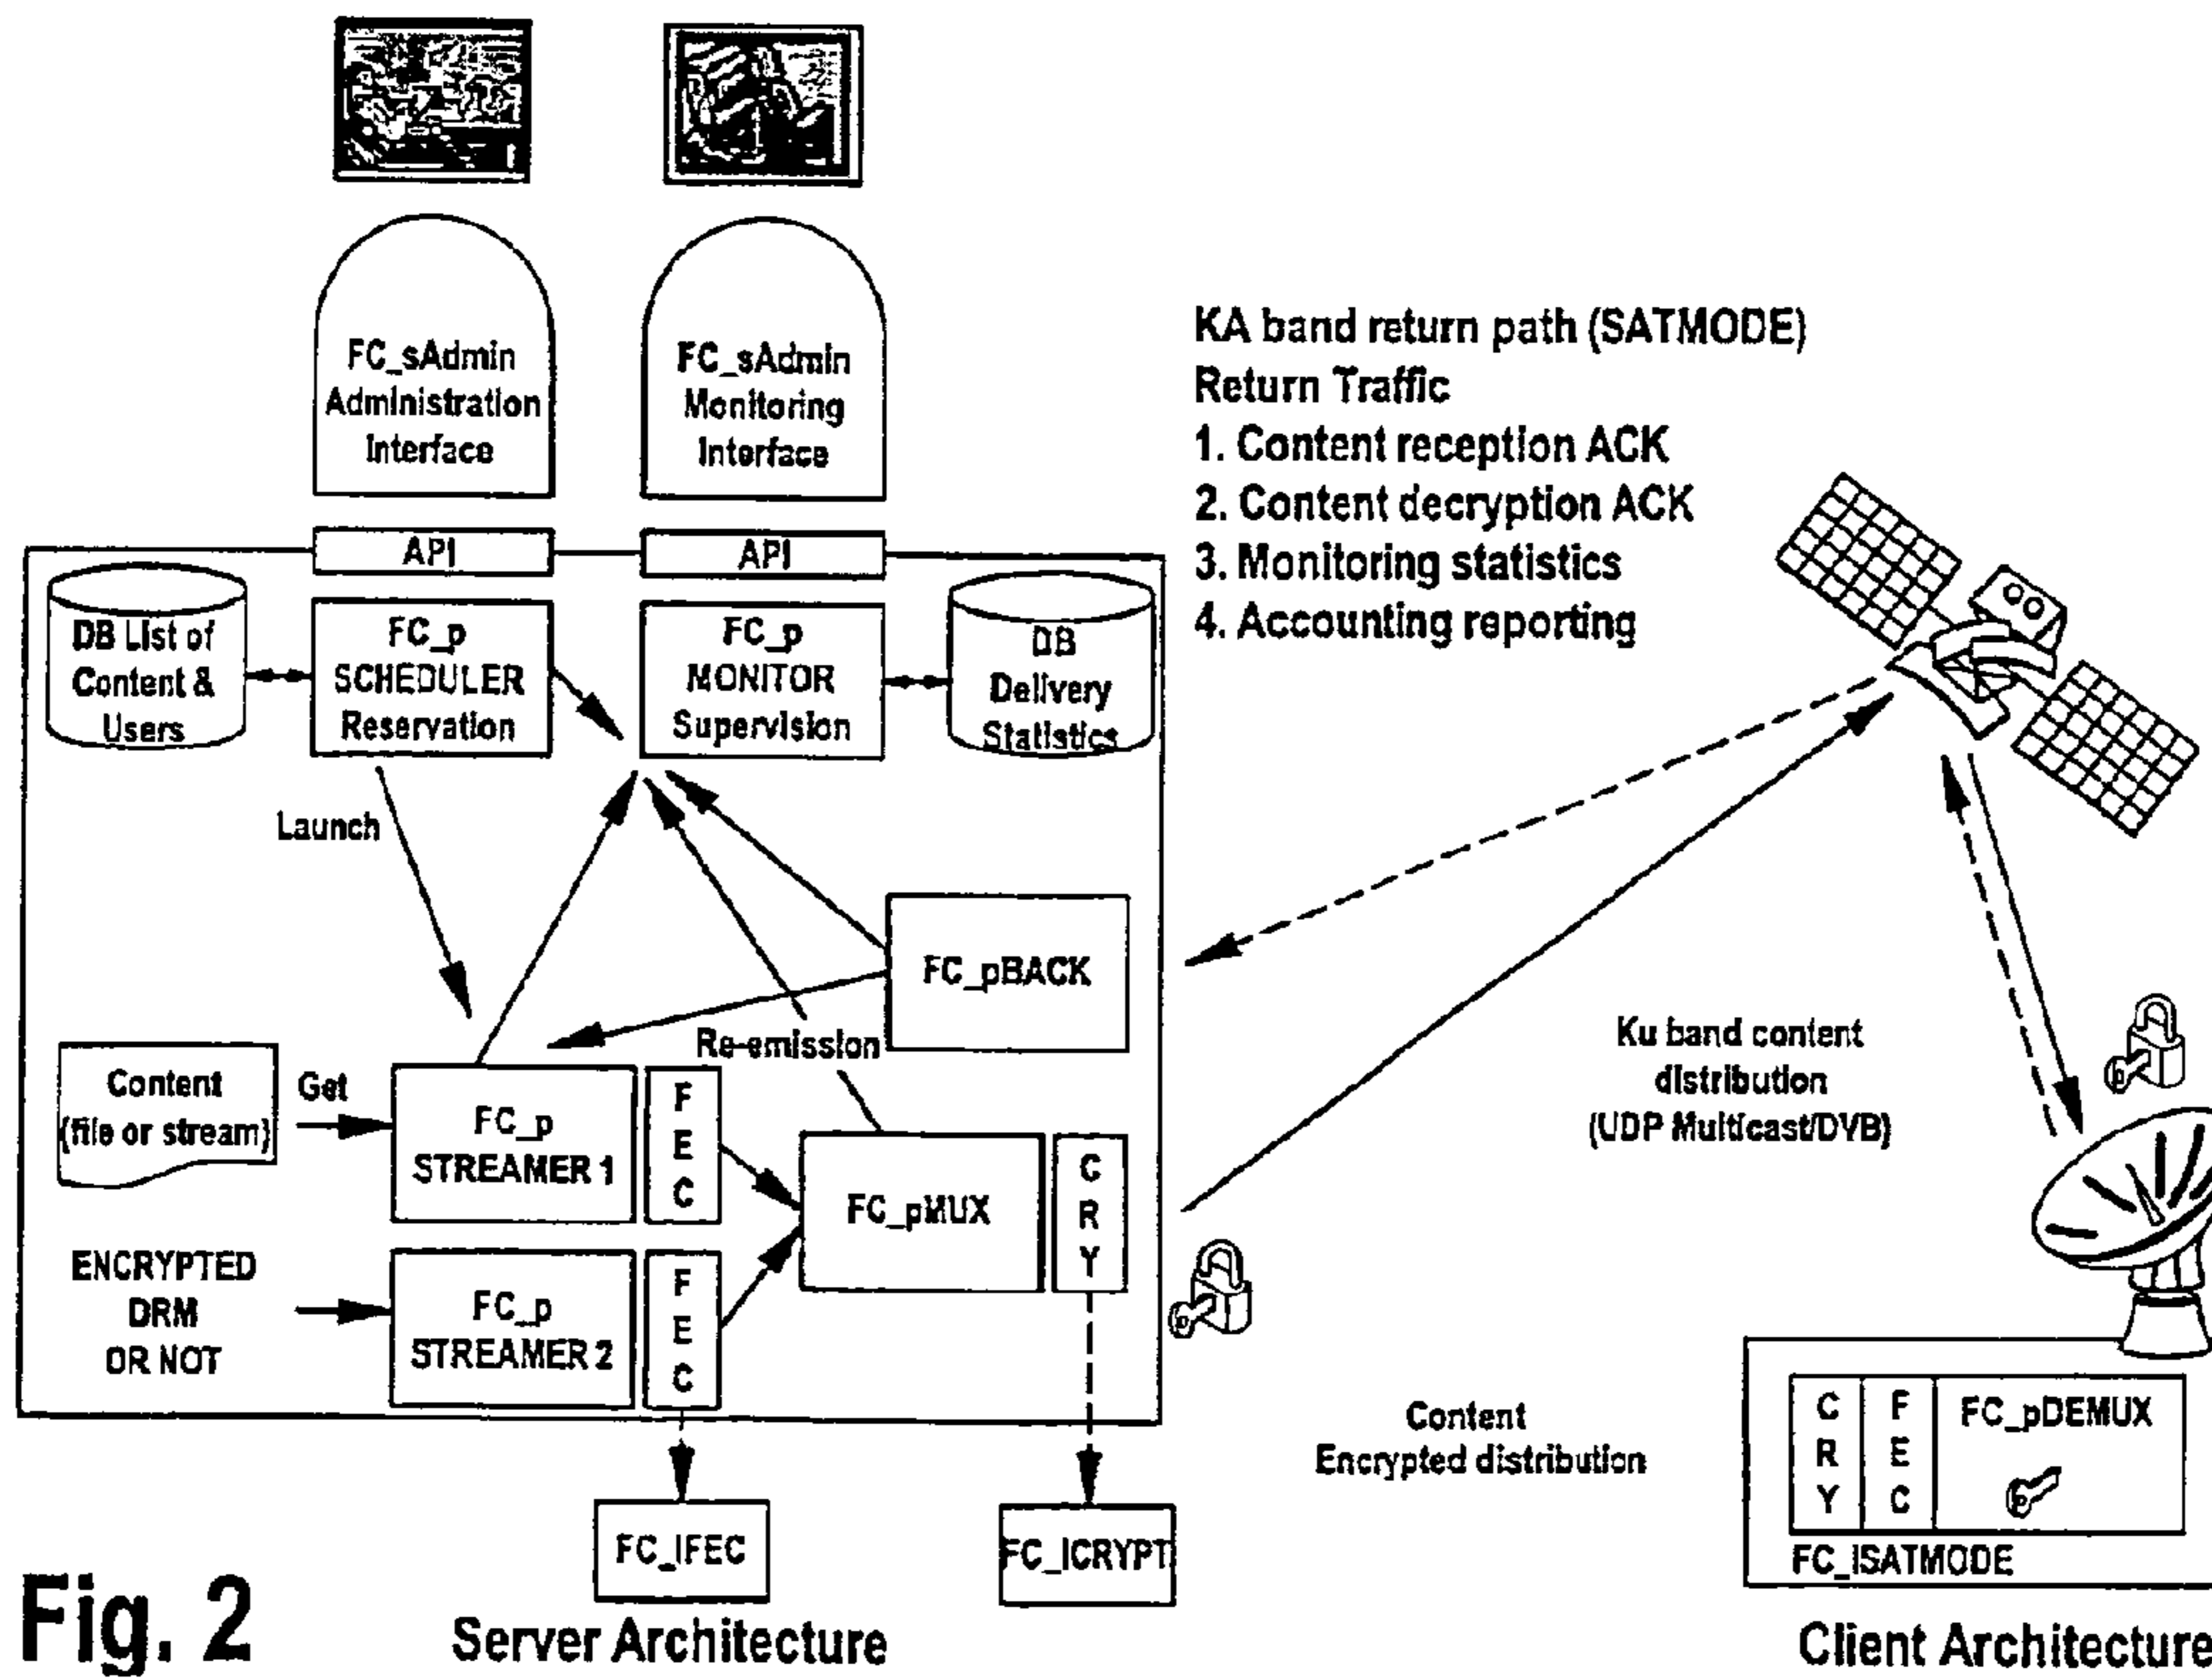 FC_sAdmin
Administration
Interface
FC_sAdmin
Monitoring
Interface
KA band return path (SATMODE)
Return Traffic
1. Content reception ACK
2. Content decryption ACK
3. Monitoring statistics
4. Accounting reporting
API
API
DB List of
Content &
Users
FC_p
SCHEDULER
Reservation
FC_p
MONITOR
Supervision
DB
Delivery
Statistics
Launch
FC_pBACK
Re-emission
Content
(file or stream)
Get
FC_p
STREAMER 1
F
E
C
FC_pMUX
C
R
Y
ENCRYPTED
DRM
OR NOT
FC_p
STREAMER 2
F
E
C
Ku band content
distribution
(UDP Multicast/DVB)
Content
Encrypted distribution
C
R
Y
F
E
C
FC_pDEMUX
FC_ISATMODE
FC_IFEC
FC_ICRYPT
Fig. 2
Server Architecture
Client Architecture